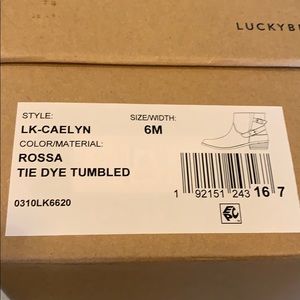 LUCKYB
STYLE: SIZE/WIDTH:
LK-CAELYN 6M
COLOR/MATERIAL:
ROSSA
TIE DYE TUMBLED
0310LK6620
1 92151 243 16 7